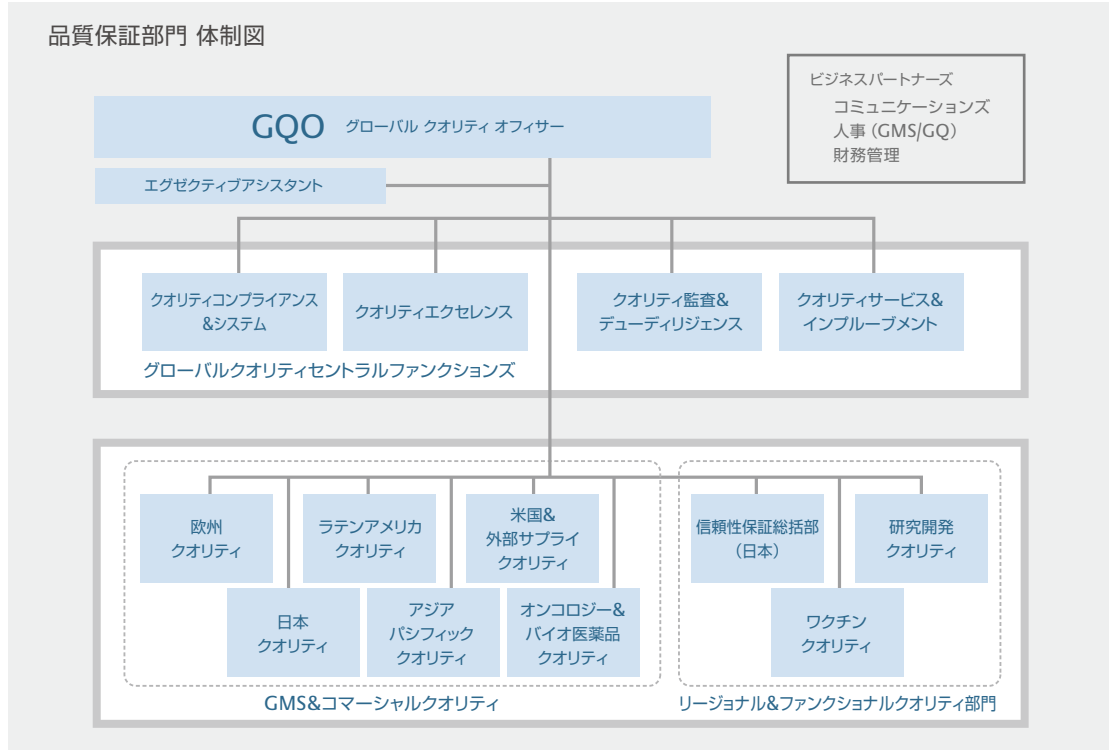 品質保証部門 体制図
ビジネスパートナーズ
コミュニケーションズ
人事（GMS/GQ）
財務管理
GQO グローバル クオリティ オフィサー
エグゼクティブアシスタント
クオリティコンプライアンス
&システム
クオリティエクセレンス
クオリティ監査&
デューディリジェンス
クオリティサービス&
インプルーブメント
グローバルクオリティセントラルファンクションズ
欧州
クオリティ
ラテンアメリカ
クオリティ
米国&
外部サプライ
クオリティ
信頼性保証総括部
（日本）
研究開発
クオリティ
日本
クオリティ
アジア
パシフィック
クオリティ
オンコロジー&
バイオ医薬品
クオリティ
ワクチン
クオリティ
GMS&コマーシャルクオリティ
リージョナル&ファンクショナルクオリティ部門